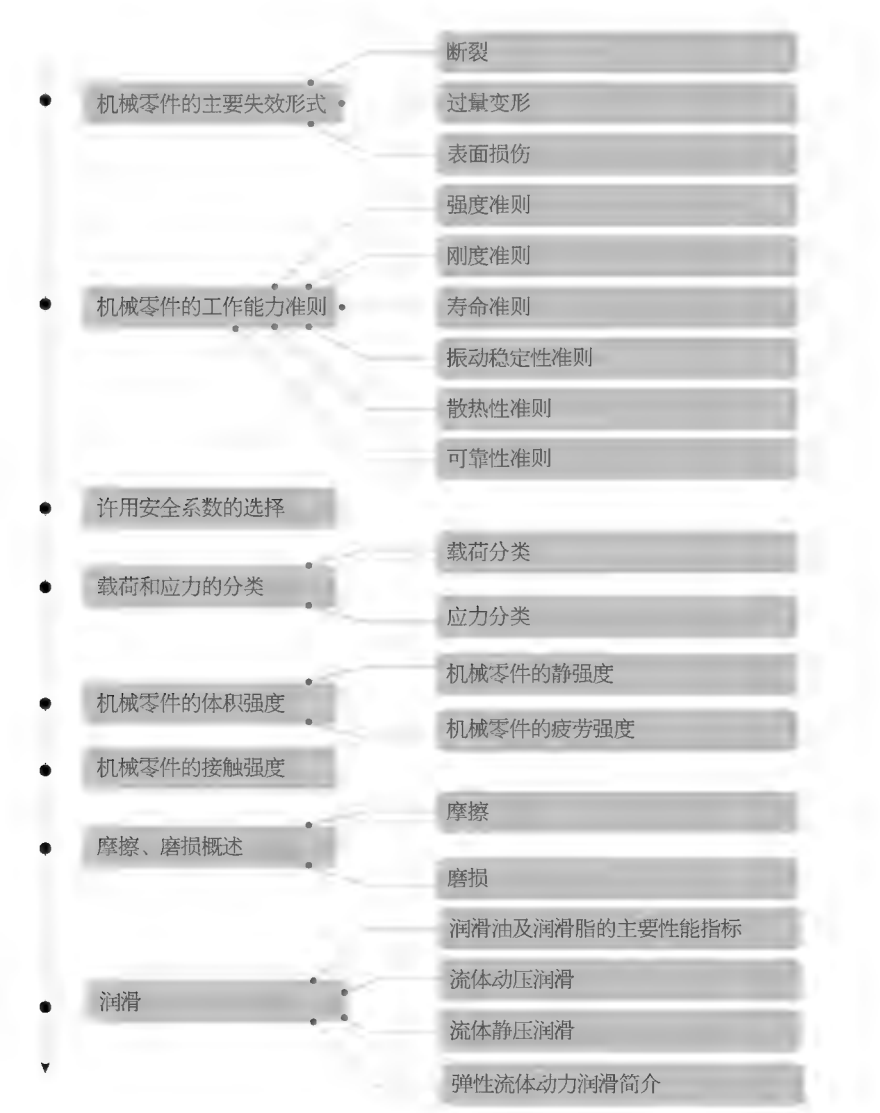 机械零件的主要失效形式
断裂
过量变形
表面损伤
机械零件的工作能力准则
强度准则
刚度准则
寿命准则
振动稳定性准则
散热性准则
可靠性准则
许用安全系数的选择
载荷和应力的分类
载荷分类
应力分类
机械零件的体积强度
机械零件的静强度
机械零件的疲劳强度
机械零件的接触强度
摩擦、磨损概述
摩擦
磨损
润滑
润滑油及润滑脂的主要性能指标
流体动压润滑
流体静压润滑
弹性流体动力润滑简介